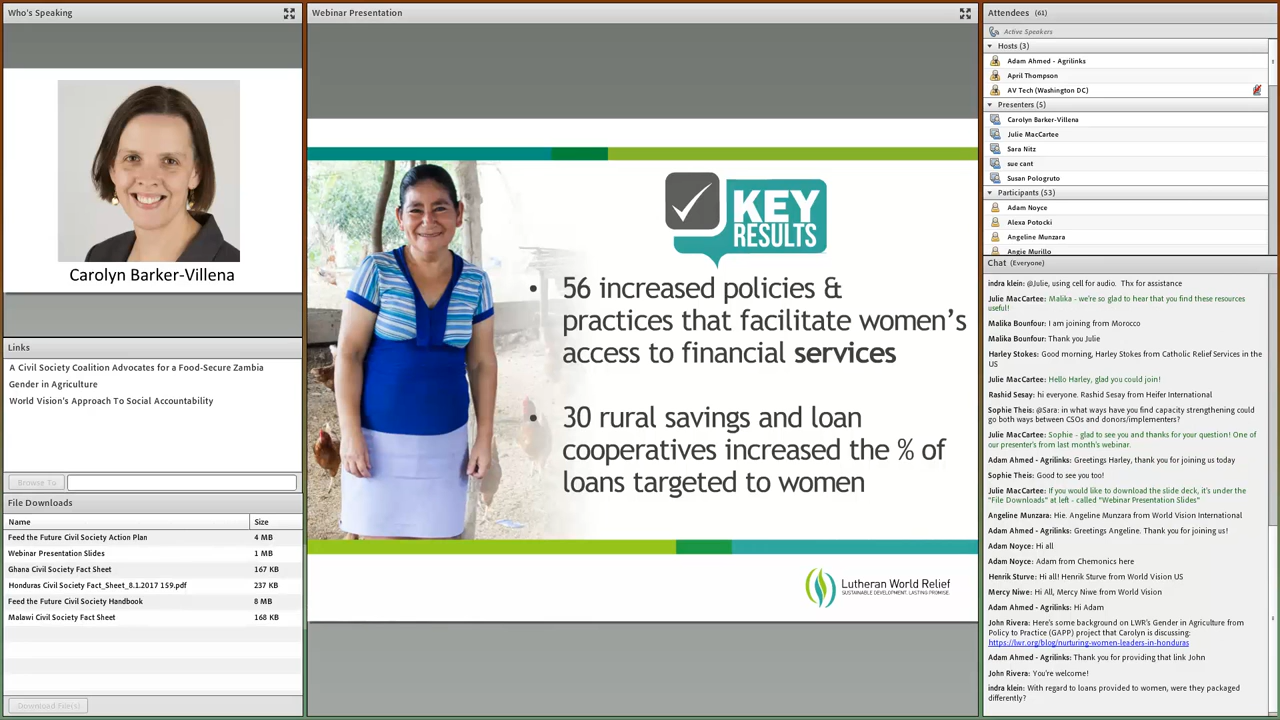 Who's Speaking
Carolyn Barker-Villena
Links
A Civil Society Coalition Advocates for a Food-Secure Zambia
Gender in Agriculture
World Vision's Approach To Social Accountability
Browse To
File Downloads
Name Size
Feed the Future Civil Society Action Plan 4 MB
Webinar Presentation Slides 1 MB
Ghana Civil Society Fact Sheet 167 KB
Honduras Civil Society Fact_Sheet_8.1.2017 159.pdf 237 KB
Feed the Future Civil Society Handbook 8 MB
Malawi Civil Society Fact Sheet 168 KB
Download File(s)
Webinar Presentation
KEY
RESULTS
• 56 increased policies &
practices that facilitate women's
access to financial services
• 30 rural savings and loan
cooperatives increased the % of
loans targeted to women
Lutheran World Relief
SUSTAINABLE DEVELOPMENT. LASTING PROMISE.
Attendees (61)
Active Speakers
Hosts (3)
Adam Ahmed - Agrilinks
April Thompson
AV Tech (Washington DC)
Presenters (5)
Carolyn Barker-Villena
Julie MacCartee
Sara Nitz
sue cant
Susan Pologruto
Participants (53)
Adam Noyce
Alexa Potocki
Angeline Munzara
Angie Murillo
Chat (Everyone)
indra klein: @Julie, using cell for audio. Thx for assistance
Julie MacCartee: Malika - we're so glad to hear that you find these resources
useful!
Malika Bounfour: I am joining from Morocco
Malika Bounfour: Thank you Julie
Harley Stokes: Good morning, Harley Stokes from Catholic Relief Services in the
US
Julie MacCartee: Hello Harley, glad you could join!
Rashid Sesay: hi everyone. Rashid Sesay from Heifer International
Sophie Theis: @Sara: in what ways have you find capacity strengthening could
go both ways between CSOs and donors/implementers?
Julie MacCartee: Sophie - glad to see you and thanks for your question! One of
our presenter's from last month's webinar.
Adam Ahmed - Agrilinks: Greetings Harley, thank you for joining us today
Sophie Theis: Good to see you too!
Julie MacCartee: If you would like to download the slide deck, it's under the
"File Downloads" at left - called "Webinar Presentation Slides"
Angeline Munzara: Hie. Angeline Munzara from World Vision International
Adam Ahmed - Agrilinks: Greetings Angeline. Thank you for joining us!
Adam Noyce: Hi all
Adam Noyce: Adam from Chemonics here
Henrik Sturve: Hi all! Henrik Sturve from World Vision US
Mercy Niwe: Hi All, Mercy Niwe from World Vision
Adam Ahmed - Agrilinks: Hi Adam
John Rivera: Here's some background on LWR's Gender in Agriculture from
Policy to Practice (GAPP) project that Carolyn is discussing:
https://lwr.org/blog/nurturing-women-leaders-in-honduras
Adam Ahmed - Agrilinks: Thank you for providing that link John
John Rivera: You're welcome!
indra klein: With regard to loans provided to women, were they packaged
differently?